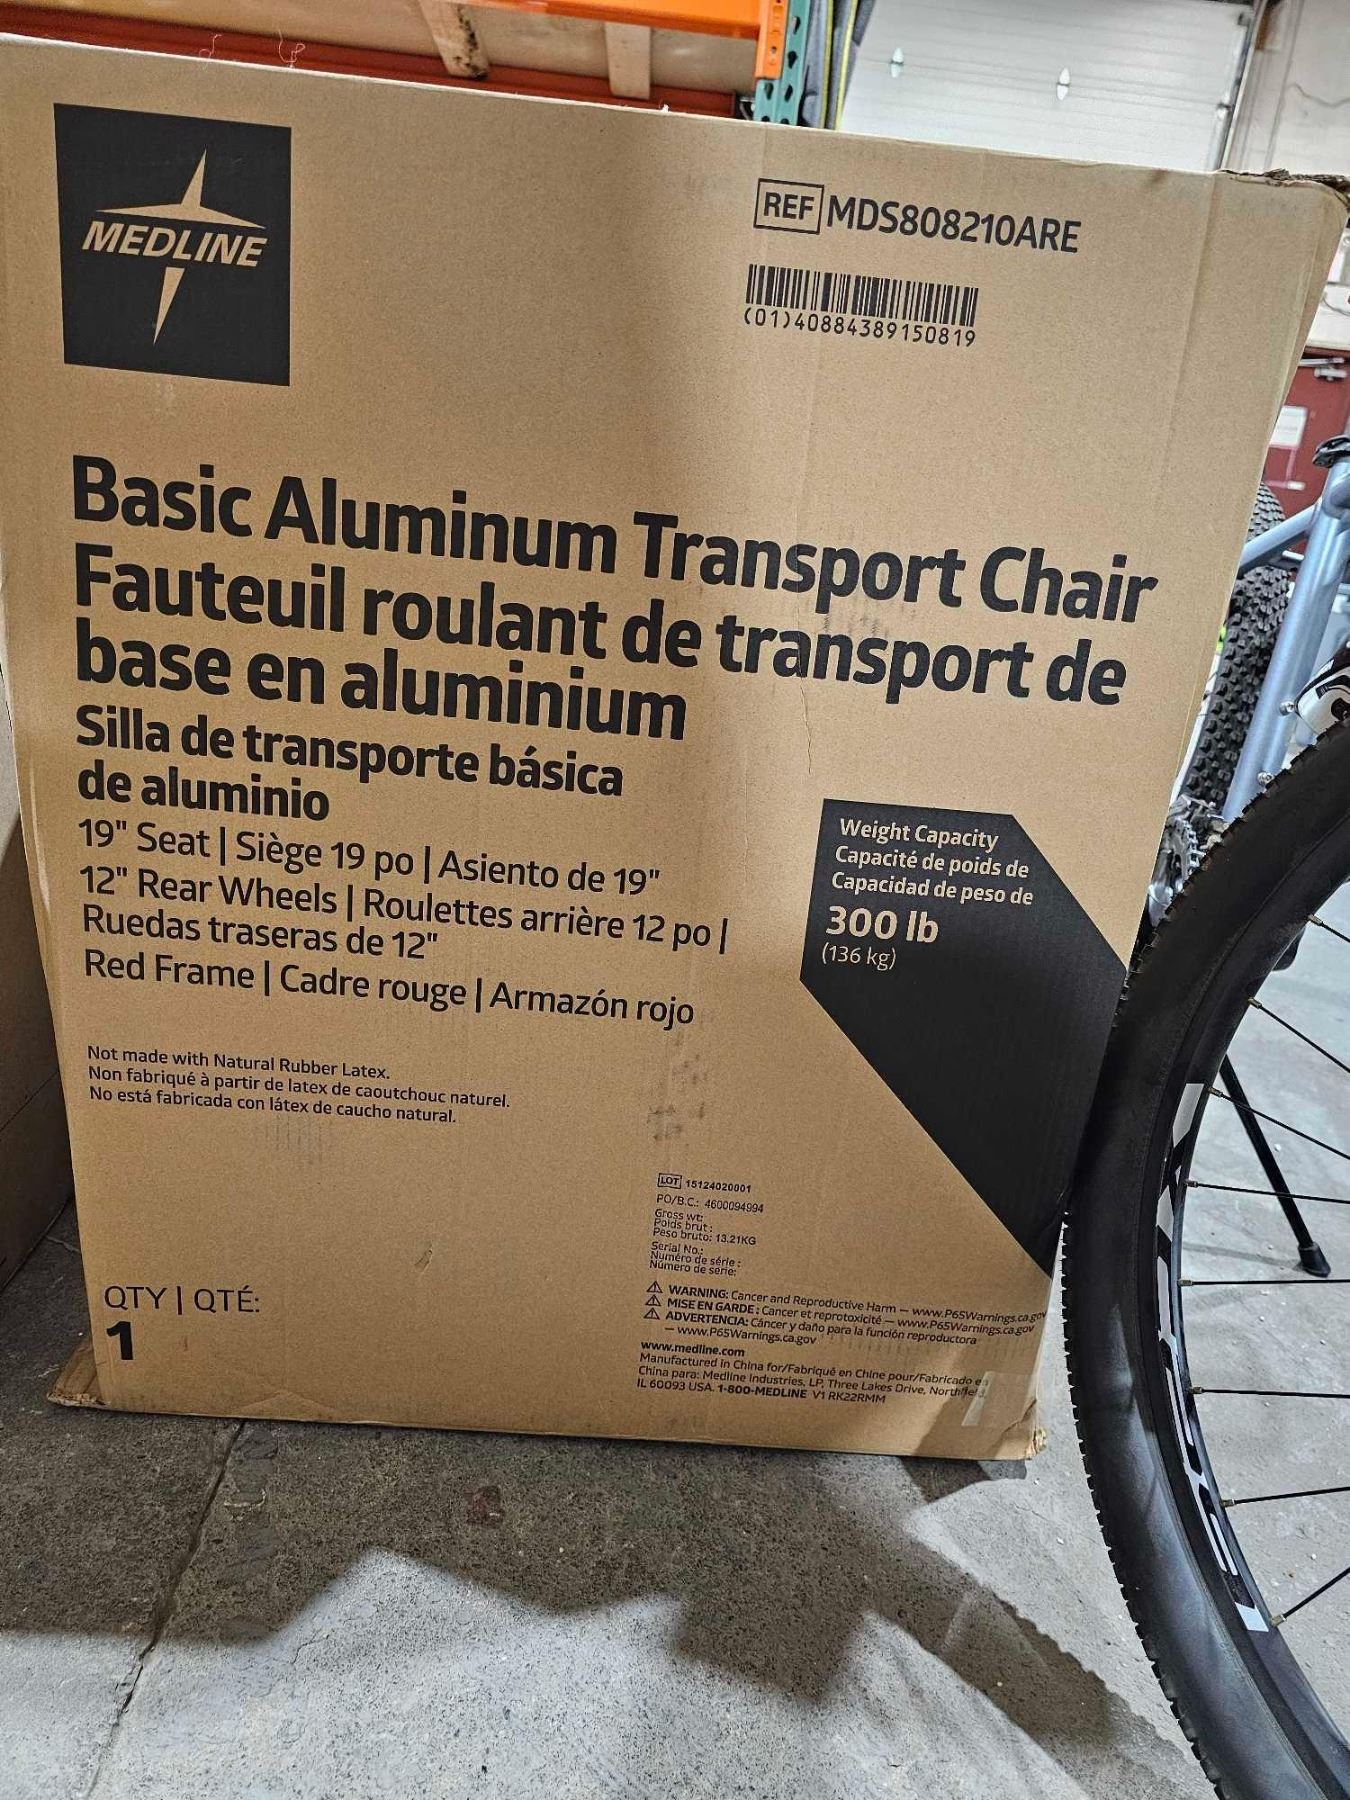 MEDLINE
REF MDS808210ARE
(01)40884389150819
Basic Aluminum Transport Chair
Fauteuil roulant de transport de
base en aluminium
Silla de transporte básica
de aluminio
19" Seat | Siège 19 po | Asiento de 19"
12" Rear Wheels | Roulettes arrière 12 po |
Ruedas traseras de 12"
Red Frame | Cadre rouge | Armazón rojo
Weight Capacity
Capacité de poids de
Capacidad de peso de
300 lb
(136 kg)
Not made with Natural Rubber Latex.
Non fabriqué à partir de latex de caoutchouc naturel.
No está fabricada con látex de caucho natural.
LOT 15124020001
PO/B.C.: 4600094994
Gross wt:
Poids brut :
Peso bruto: 13.21KG
Serial No.:
Numéro de série :
Número de serie:
WARNING: Cancer and Reproductive Harm – www.P65Warnings.ca.gov
MISE EN GARDE : Cancer et reprotoxicité – www.P65Warnings.ca.gov
ADVERTENCIA: Cáncer y daño para la función reproductora
– www.P65Warnings.ca.gov
www.medline.com
Manufactured in China for/Fabriqué en Chine pour/Fabricado en
China para: Medline Industries, LP, Three Lakes Drive, Northfield,
IL 60093 USA. 1-800-MEDLINE V1 RK22RMM
QTY | QTÉ:
1